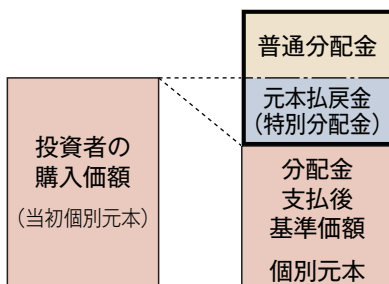 普通分配金
元本払戻金
（特別分配金）
投資者の
購入価額
（当初個別元本）
分配金
支払後
基準価額
個別元本